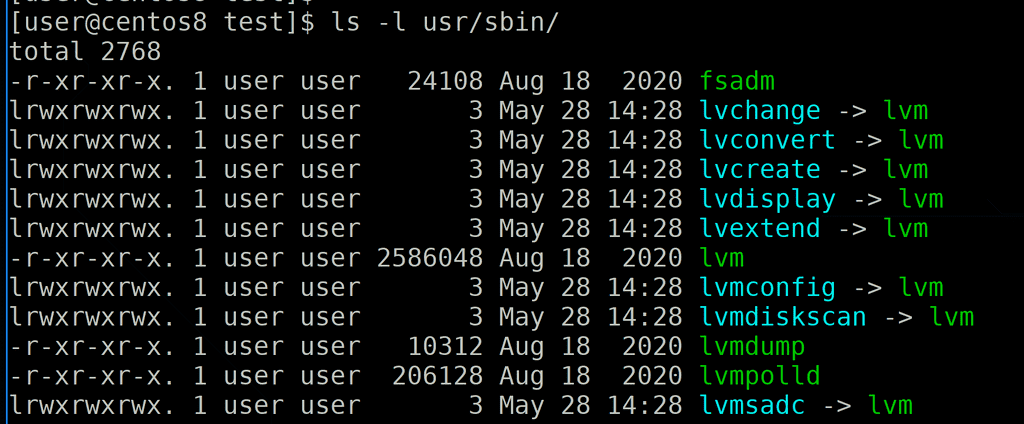 [user@centos8 test]$
[user@centos8 test]$ ls -l usr/sbin/
total 2768
-r-xr-xr-x. 1 user user   24108 Aug 18  2020 fsadm
lrwxrwxrwx. 1 user user       3 May 28 14:28 lvchange -> lvm
lrwxrwxrwx. 1 user user       3 May 28 14:28 lvconvert -> lvm
lrwxrwxrwx. 1 user user       3 May 28 14:28 lvcreate -> lvm
lrwxrwxrwx. 1 user user       3 May 28 14:28 lvdisplay -> lvm
lrwxrwxrwx. 1 user user       3 May 28 14:28 lvextend -> lvm
-r-xr-xr-x. 1 user user 2586048 Aug 18  2020 lvm
lrwxrwxrwx. 1 user user       3 May 28 14:28 lvmconfig -> lvm
lrwxrwxrwx. 1 user user       3 May 28 14:28 lvmdiskscan -> lvm
-r-xr-xr-x. 1 user user   10312 Aug 18  2020 lvmdump
-r-xr-xr-x. 1 user user  206128 Aug 18  2020 lvmpolld
lrwxrwxrwx. 1 user user       3 May 28 14:28 lvmsadc -> lvm